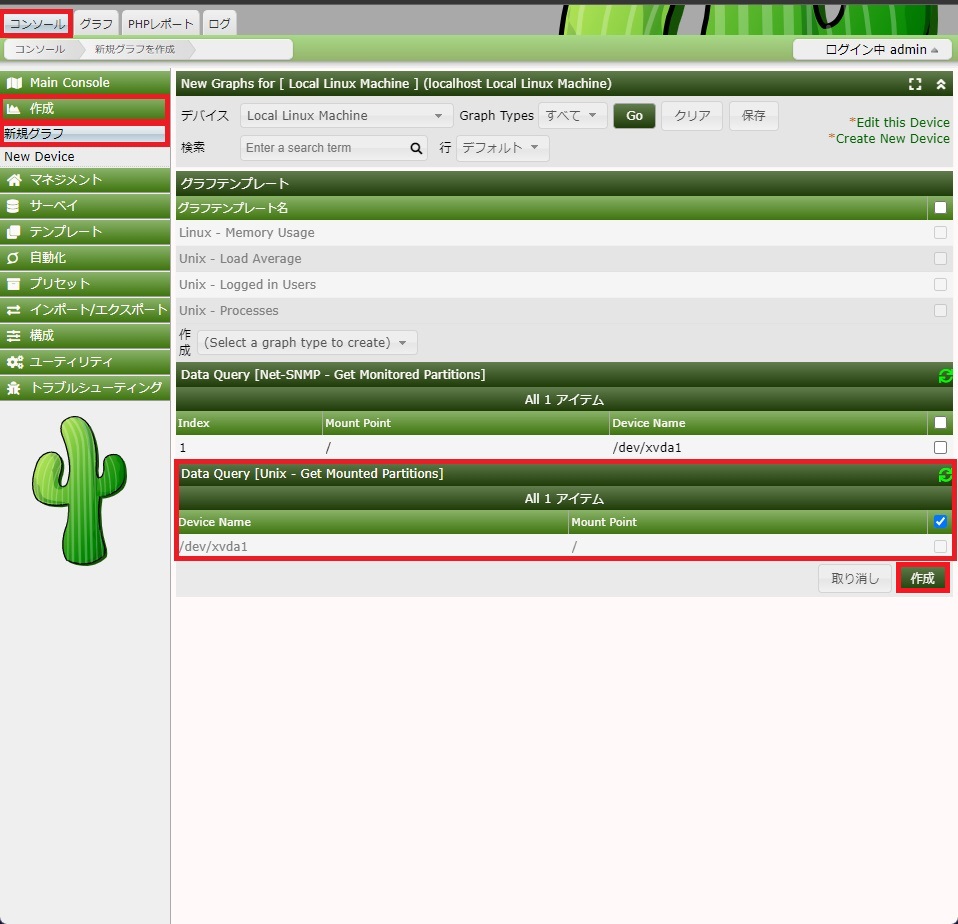 コンソール グラフ PHPレポート ログ
コンソール 新規グラフを作成 ログイン中 admin
Main Console
作成
新規グラフ
New Device
マネジメント
サーベイ
テンプレート
自動化
プリセット
インポート/エクスポート
構成
ユーティリティ
トラブルシューティング
New Graphs for [ Local Linux Machine ] (localhost Local Linux Machine)
デバイス Local Linux Machine Graph Types すべて Go クリア 保存
*Edit this Device
*Create New Device
検索 Enter a search term 行 デフォルト
グラフテンプレート
グラフテンプレート名
Linux - Memory Usage
Unix - Load Average
Unix - Logged in Users
Unix - Processes
作成 (Select a graph type to create)
Data Query [Net-SNMP - Get Monitored Partitions]
All 1 アイテム
Index Mount Point Device Name
1 / /dev/xvda1
Data Query [Unix - Get Mounted Partitions]
All 1 アイテム
Device Name Mount Point
/dev/xvda1 /
取り消し 作成